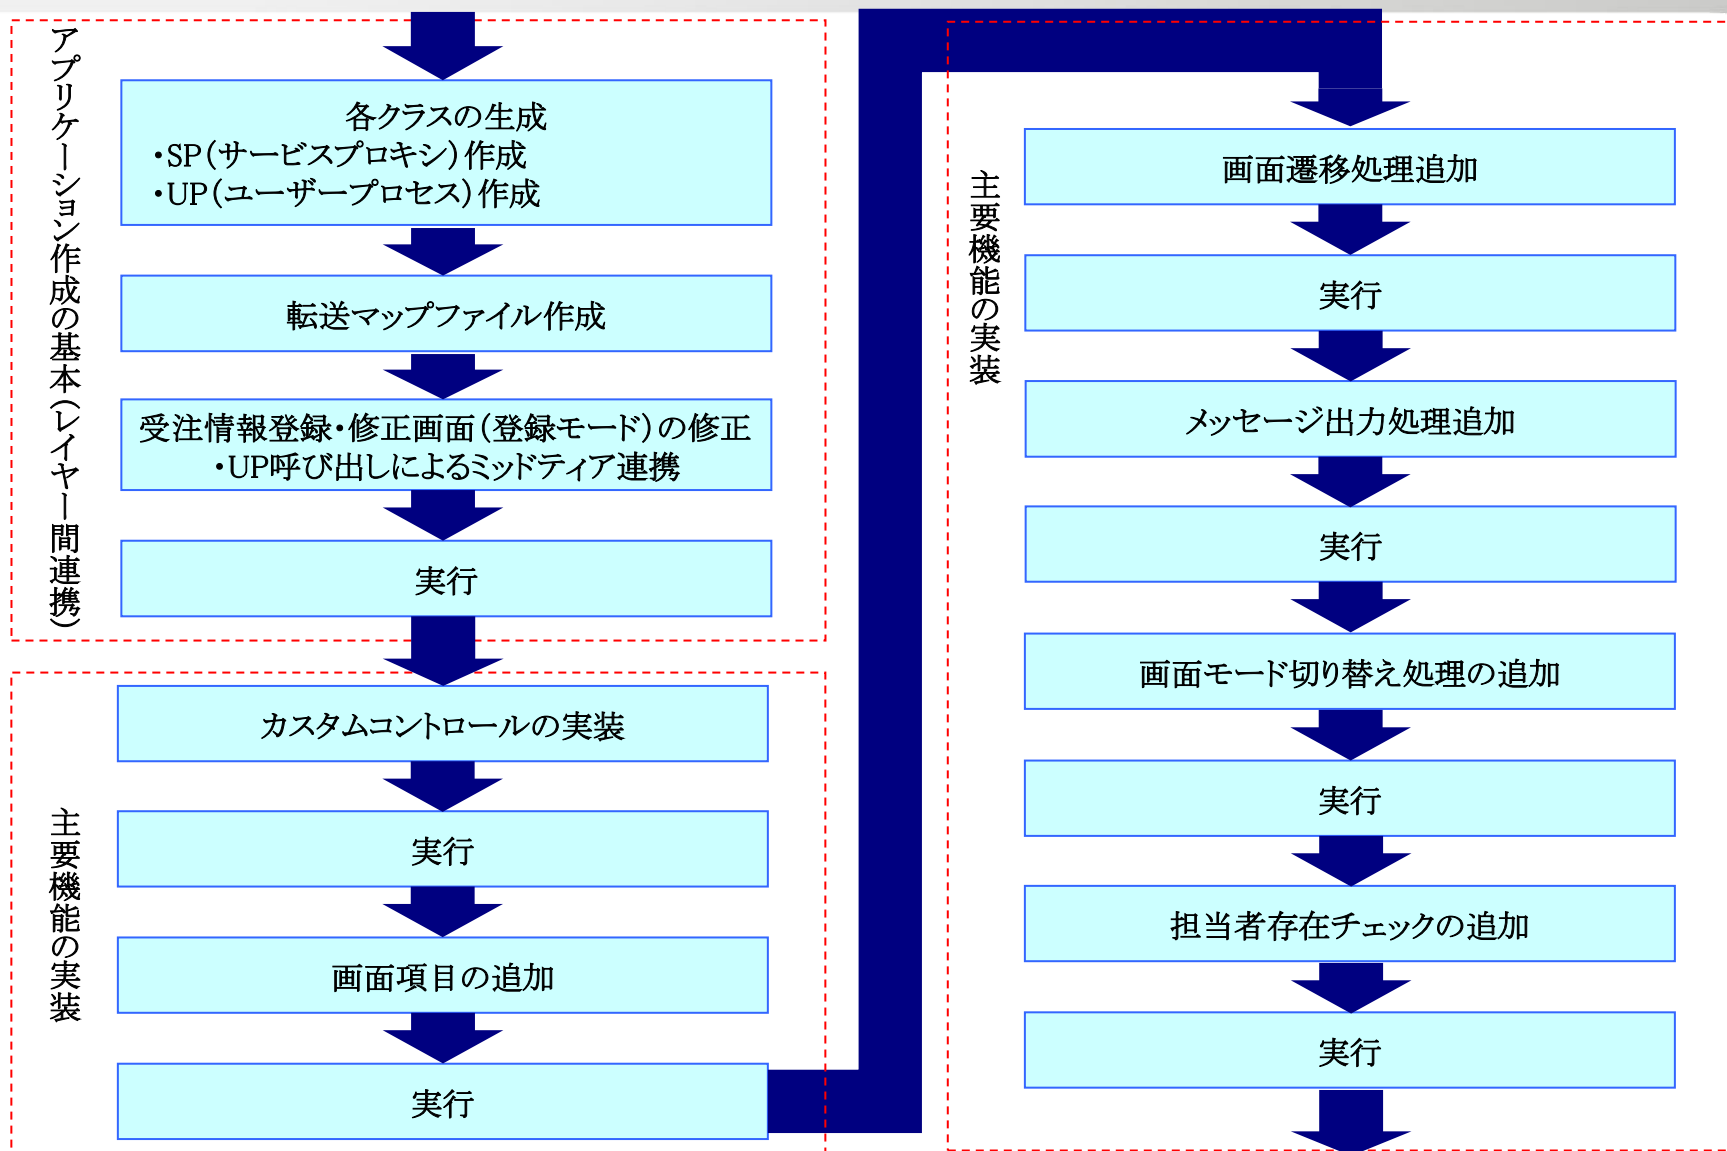 アプリケーション作成の基本（レイヤー間連携）
各クラスの生成
・SP（サービスプロキシ）作成
・UP（ユーザープロセス）作成
転送マップファイル作成
受注情報登録・修正画面（登録モード）の修正
・UP呼び出しによるミッドティア連携
実行
主要機能の実装
カスタムコントロールの実装
実行
画面項目の追加
実行
主要機能の実装
画面遷移処理追加
実行
メッセージ出力処理追加
実行
画面モード切り替え処理の追加
実行
担当者存在チェックの追加
実行